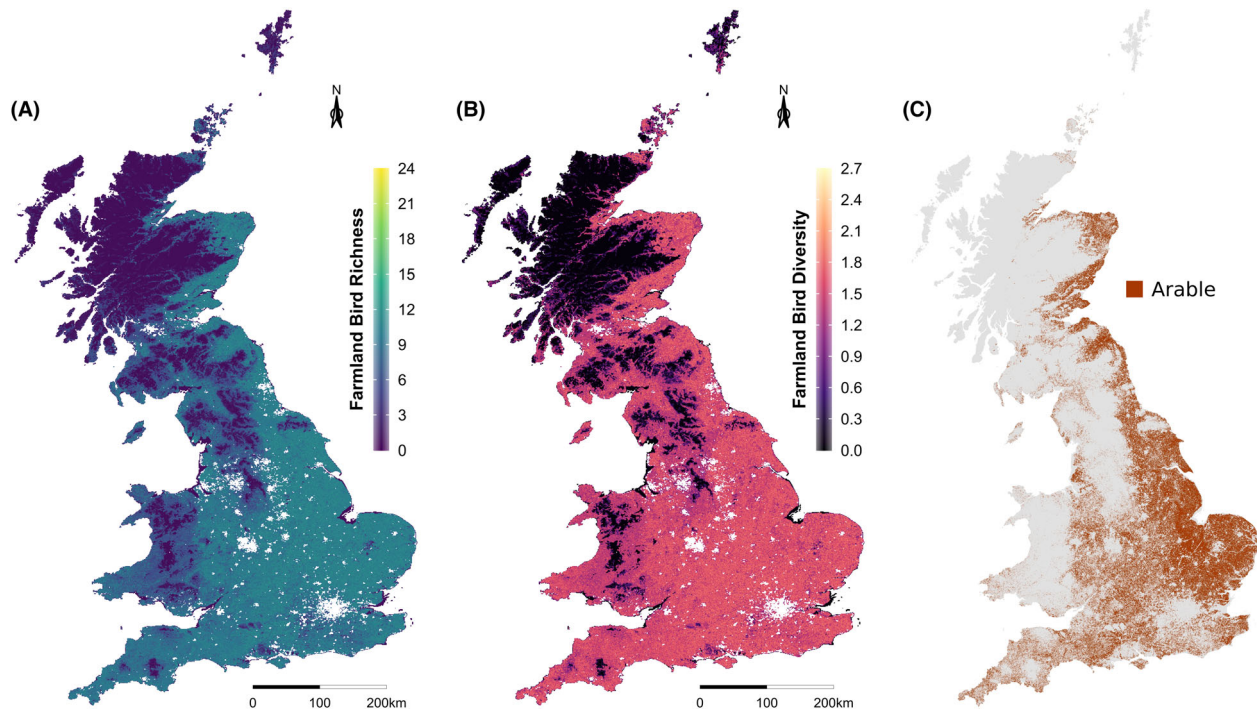 (A)
N
Farmland Bird Richness
24
21
18
15
12
9
6
3
0
0 100 200km
(B)
N
Farmland Bird Diversity
2.7
2.4
2.1
1.8
1.5
1.2
0.9
0.6
0.3
0.0
0 100 200km
(C)
Arable